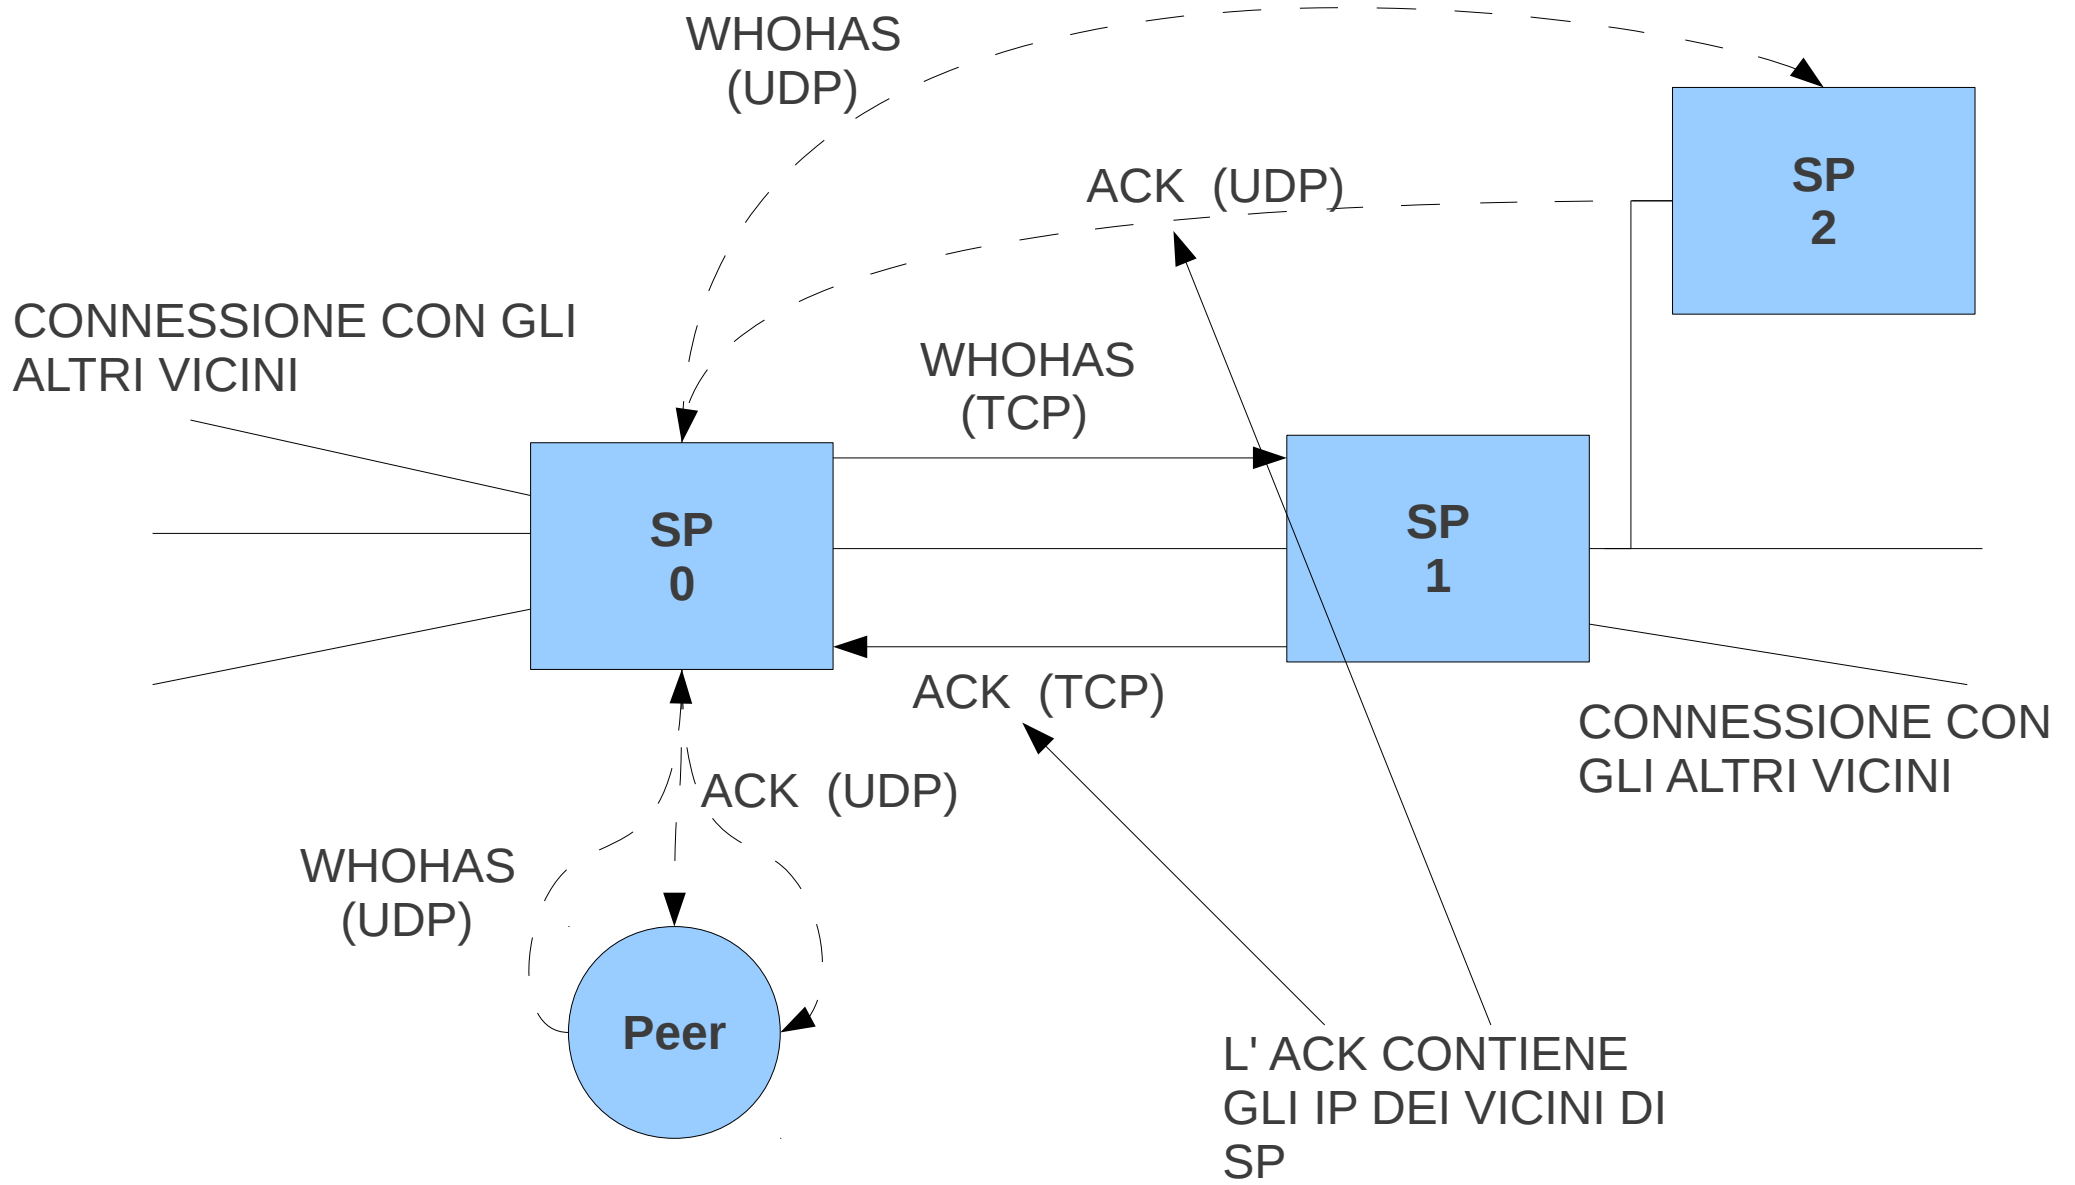 WHOHAS
(UDP)
SP
2
ACK  (UDP)
CONNESSIONE CON GLI
ALTRI VICINI
WHOHAS
(TCP)
SP
0
SP
1
ACK  (TCP)
CONNESSIONE CON
GLI ALTRI VICINI
ACK  (UDP)
WHOHAS
(UDP)
Peer
L' ACK CONTIENE
GLI IP DEI VICINI DI
SP